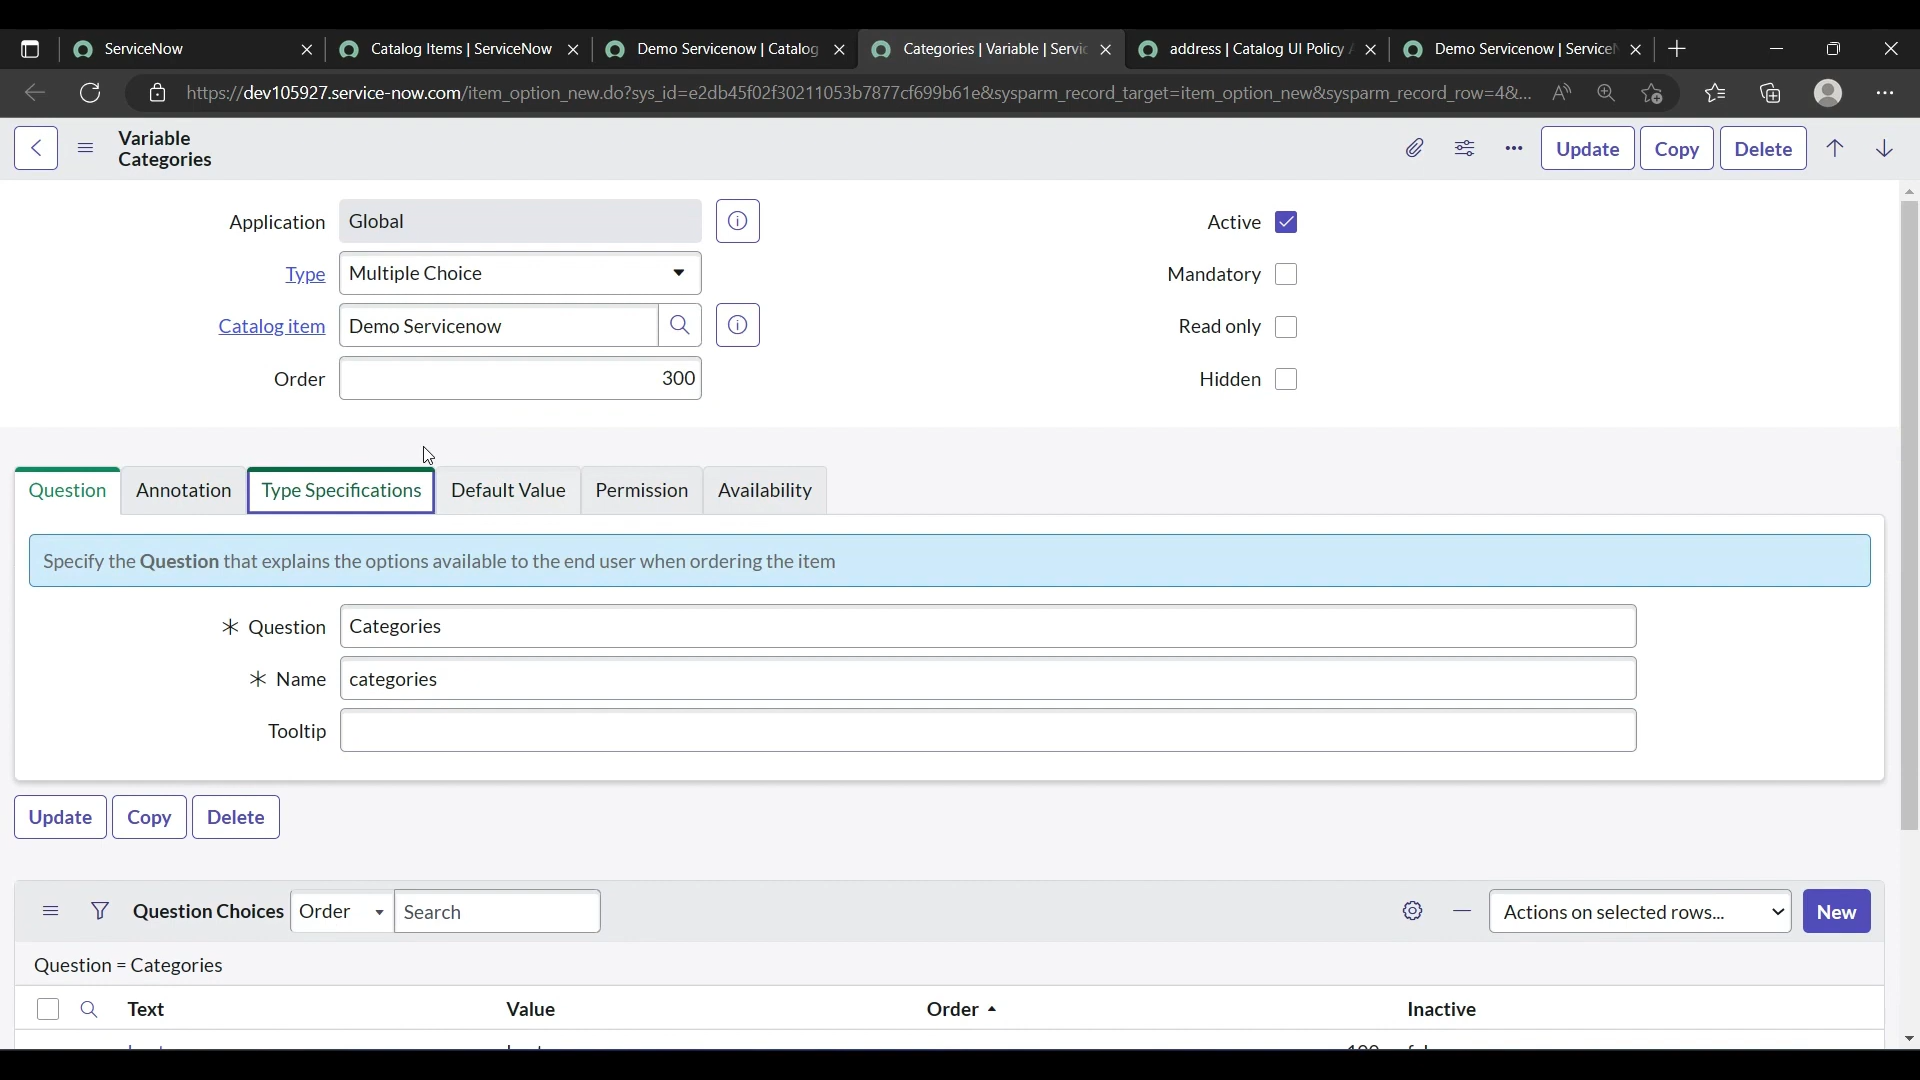 ServiceNow
Catalog Items | ServiceNow
Demo Servicenow | Catalog
Categories | Variable | Servic
address | Catalog UI Policy
Demo Servicenow | Service
https://dev105927.service-now.com/item_option_new.do?sys_id=e2db45f02f30211053b7877cf699b61e&sysparm_record_target=item_option_new&sysparm_record_row=4&...
Variable
Categories
Update
Copy
Delete
Application Global
Active
Type Multiple Choice
Mandatory
Catalog item Demo Servicenow
Read only
Order 300
Hidden
Question Annotation Type Specifications Default Value Permission Availability
Specify the Question that explains the options available to the end user when ordering the item
* Question Categories
* Name categories
Tooltip
Update Copy Delete
Question Choices Order Search
Actions on selected rows... New
Question = Categories
Text Value Order Inactive